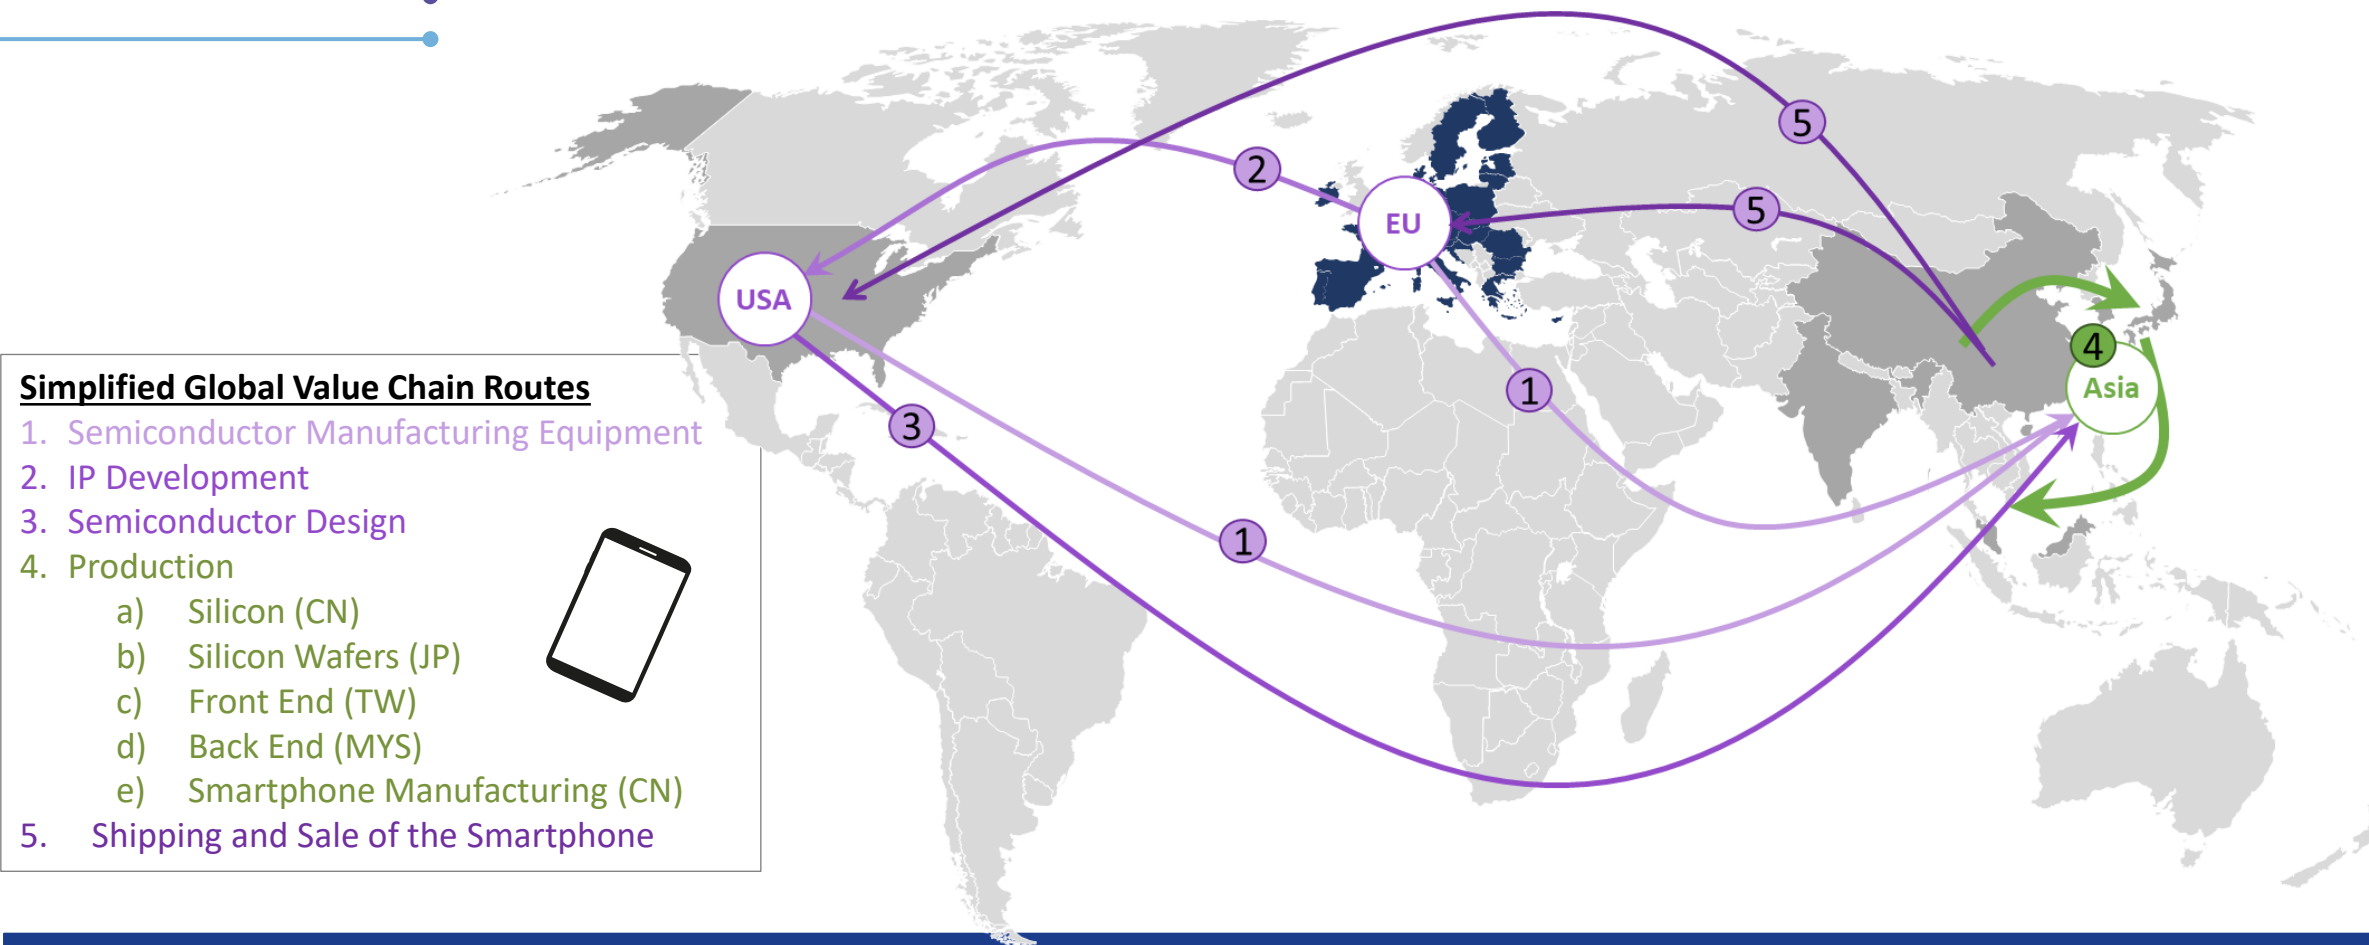 5
2
5
EU
USA
4
Asia
1
3
1
Simplified Global Value Chain Routes
1. Semiconductor Manufacturing Equipment
2. IP Development
3. Semiconductor Design
4. Production
a) Silicon (CN)
b) Silicon Wafers (JP)
c) Front End (TW)
d) Back End (MYS)
e) Smartphone Manufacturing (CN)
5. Shipping and Sale of the Smartphone